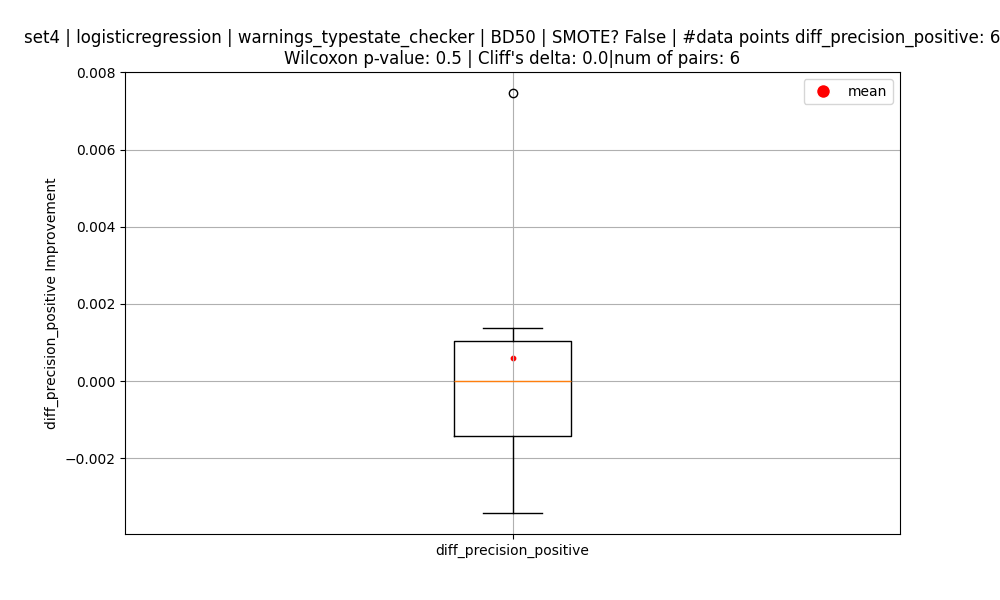 set4 | logisticregression | warnings_typestate_checker | BD50 | SMOTE? False | #data points diff_precision_positive: 6
Wilcoxon p-value: 0.5 | Cliff's delta: 0.0|num of pairs: 6
mean
0.008
0.006
0.004
0.002
0.000
−0.002
diff_precision_positive Improvement
diff_precision_positive